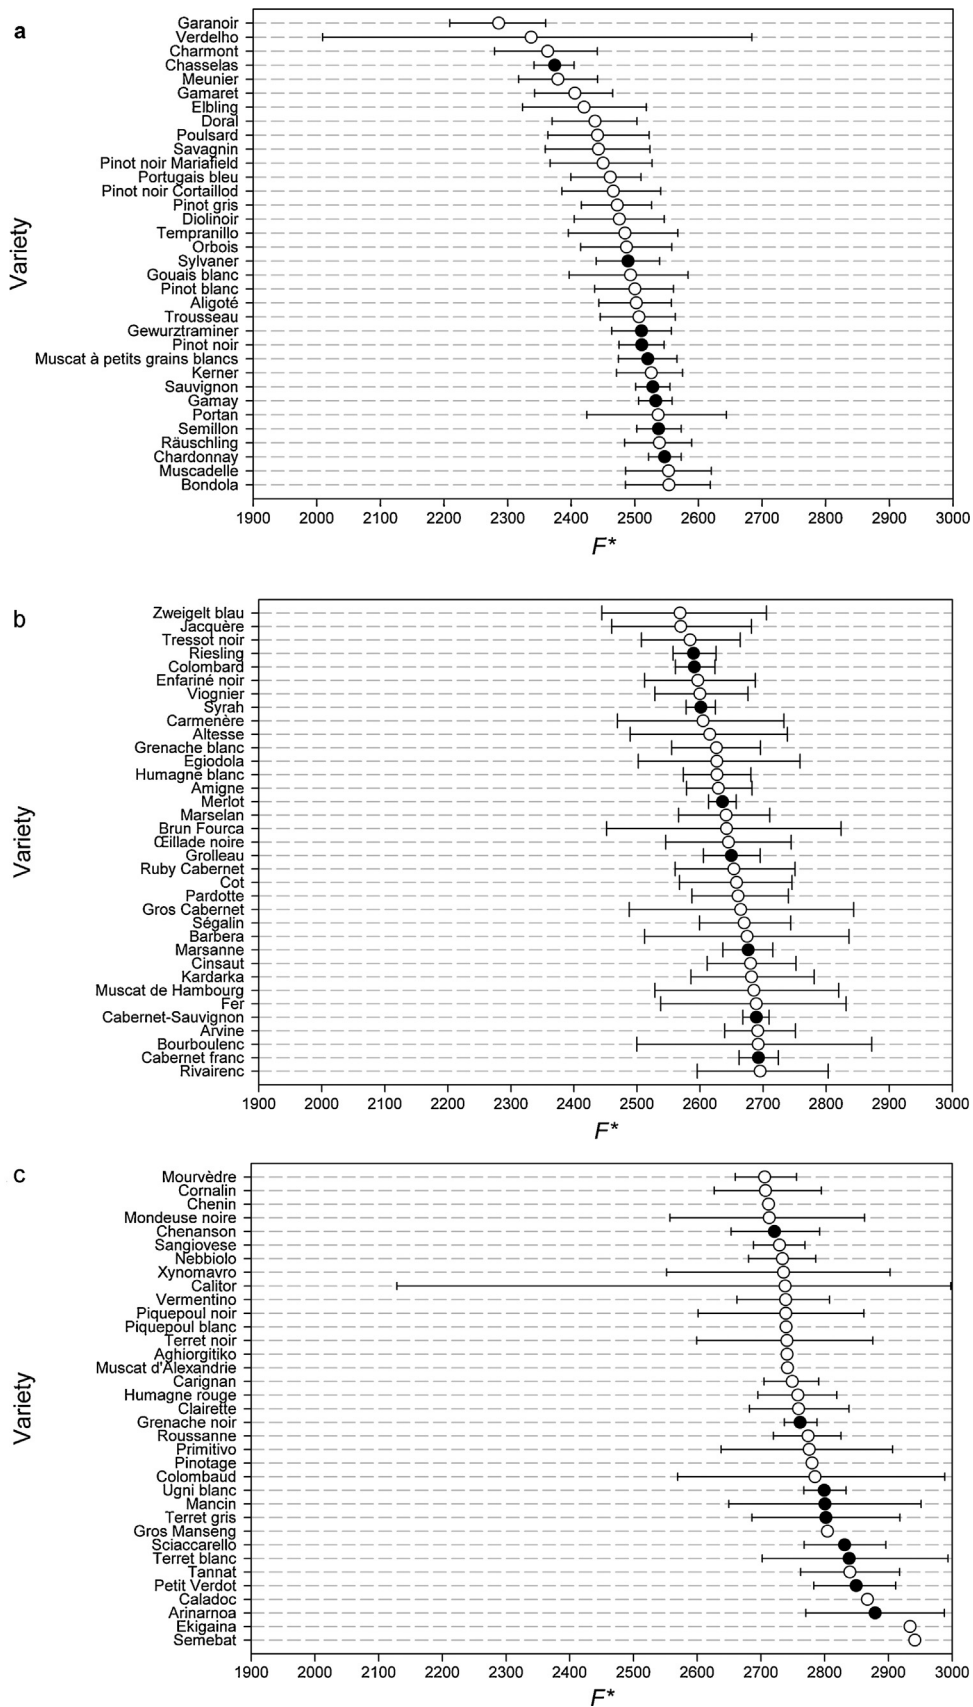 a
Garanoir
Verdelho
Charmont
Chasselas
Meunier
Gamaret
Elbling
Doral
Poulsard
Savagnin
Pinot noir Mariafield
Portugais bleu
Pinot noir Cortaillod
Pinot gris
Diolinoir
Tempranillo
Orbois
Sylvaner
Gouais blanc
Pinot blanc
Aligoté
Trousseau
Gewurztraminer
Pinot noir
Muscat à petits grains blancs
Kerner
Sauvignon
Gamay
Portan
Semillon
Räuschling
Chardonnay
Muscadelle
Bondola
Variety
1900 2000 2100 2200 2300 2400 2500 2600 2700 2800 2900 3000
F*
b
Zweigelt blau
Jacquère
Tressot noir
Riesling
Colombard
Enfariné noir
Viognier
Syrah
Carmenère
Altesse
Grenache blanc
Egiodola
Humagne blanc
Amigne
Merlot
Marselan
Brun Fourca
Œillade noire
Grolleau
Ruby Cabernet
Cot
Pardotte
Gros Cabernet
Ségalin
Barbera
Marsanne
Cinsaut
Kardarka
Muscat de Hambourg
Fer
Cabernet-Sauvignon
Arvine
Bourboulenc
Cabernet franc
Rivairenc
Variety
1900 2000 2100 2200 2300 2400 2500 2600 2700 2800 2900 3000
F*
c
Mourvèdre
Cornalin
Chenin
Mondeuse noire
Chenanson
Sangiovese
Nebbiolo
Xynomavro
Calitor
Vermentino
Piquepoul noir
Piquepoul blanc
Terret noir
Aghiorgitiko
Muscat d'Alexandrie
Carignan
Humagne rouge
Clairette
Grenache noir
Roussanne
Primitivo
Pinotage
Colombaud
Ugni blanc
Mancin
Terret gris
Gros Manseng
Sciaccarello
Terret blanc
Tannat
Petit Verdot
Caladoc
Arinarnoa
Ekigaina
Semebat
Variety
1900 2000 2100 2200 2300 2400 2500 2600 2700 2800 2900 3000
F*